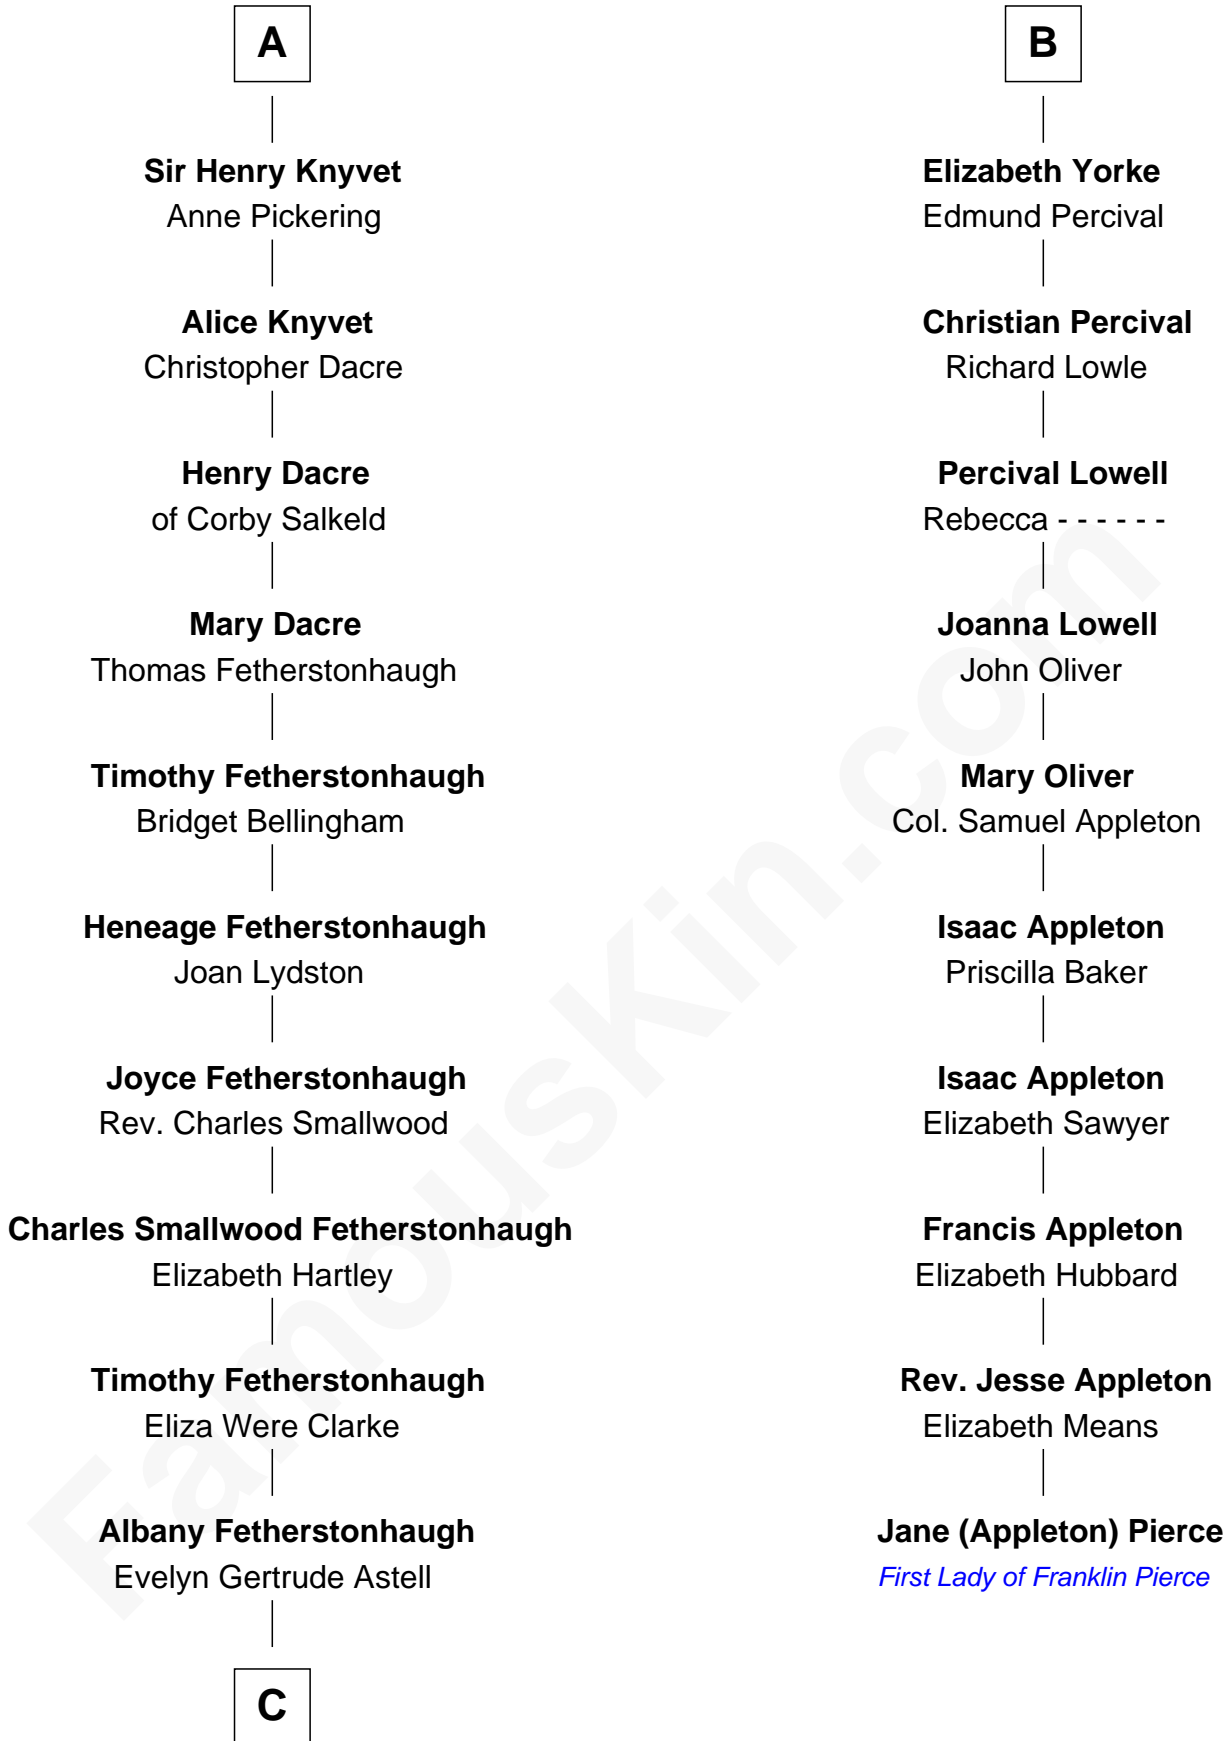 A
Sir Henry Knyvet
Anne Pickering
Alice Knyvet
Christopher Dacre
Henry Dacre
of Corby Salkeld
Mary Dacre
Thomas Fetherstonhaugh
Timothy Fetherstonhaugh
Bridget Bellingham
Heneage Fetherstonhaugh
Joan Lydston
Joyce Fetherstonhaugh
Rev. Charles Smallwood
Charles Smallwood Fetherstonhaugh
Elizabeth Hartley
Timothy Fetherstonhaugh
Eliza Were Clarke
Albany Fetherstonhaugh
Evelyn Gertrude Astell
C
B
Elizabeth Yorke
Edmund Percival
Christian Percival
Richard Lowle
Percival Lowell
Rebecca - - - - - -
Joanna Lowell
John Oliver
Mary Oliver
Col. Samuel Appleton
Isaac Appleton
Priscilla Baker
Isaac Appleton
Elizabeth Sawyer
Francis Appleton
Elizabeth Hubbard
Rev. Jesse Appleton
Elizabeth Means
Jane (Appleton) Pierce
First Lady of Franklin Pierce
FamousKin.com